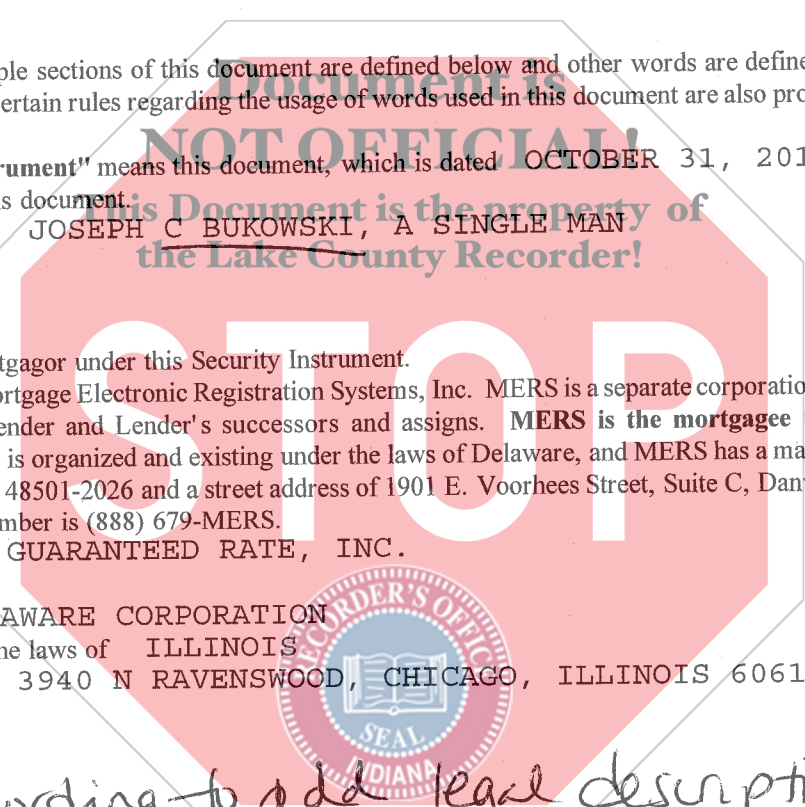 ple sections of this document are defined below and other words are define
ertain rules regarding the usage of words used in this document are also pro
Document is
NOT OFFICIAL!
rument" means this document, which is dated OCTOBER 31, 201
s document.
This Document is the property of
JOSEPH C BUKOWSKI, A SINGLE MAN
the Lake County Recorder!
STOP
tgagor under this Security Instrument.
ortgage Electronic Registration Systems, Inc. MERS is a separate corporatio
ender and Lender's successors and assigns. MERS is the mortgagee
is organized and existing under the laws of Delaware, and MERS has a ma
48501-2026 and a street address of 1901 E. Voorhees Street, Suite C, Dan
mber is (888) 679-MERS.
GUARANTEED RATE, INC.
AWARE CORPORATION
he laws of ILLINOIS
3940 N RAVENSWOOD, CHICAGO, ILLINOIS 6061
RECORDER'S OFFIC
SEAL
INDIANA
ording to add legal descripti